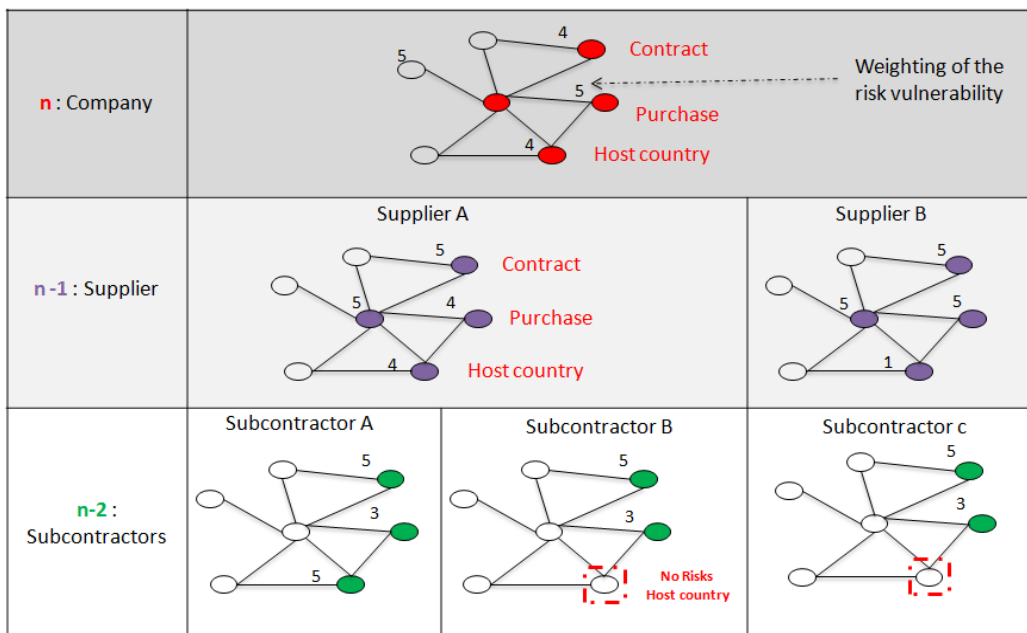 4
Contract
5
Weighting of the
risk vulnerability
n : Company
5
Purchase
4
Host country
Supplier A
Supplier B
5
Contract
5
n -1 : Supplier
5
4
Purchase
5
5
4
Host country
1
Subcontractor A
Subcontractor B
Subcontractor c
5
5
5
n-2 :
Subcontractors
3
3
3
5
No Risks
Host country